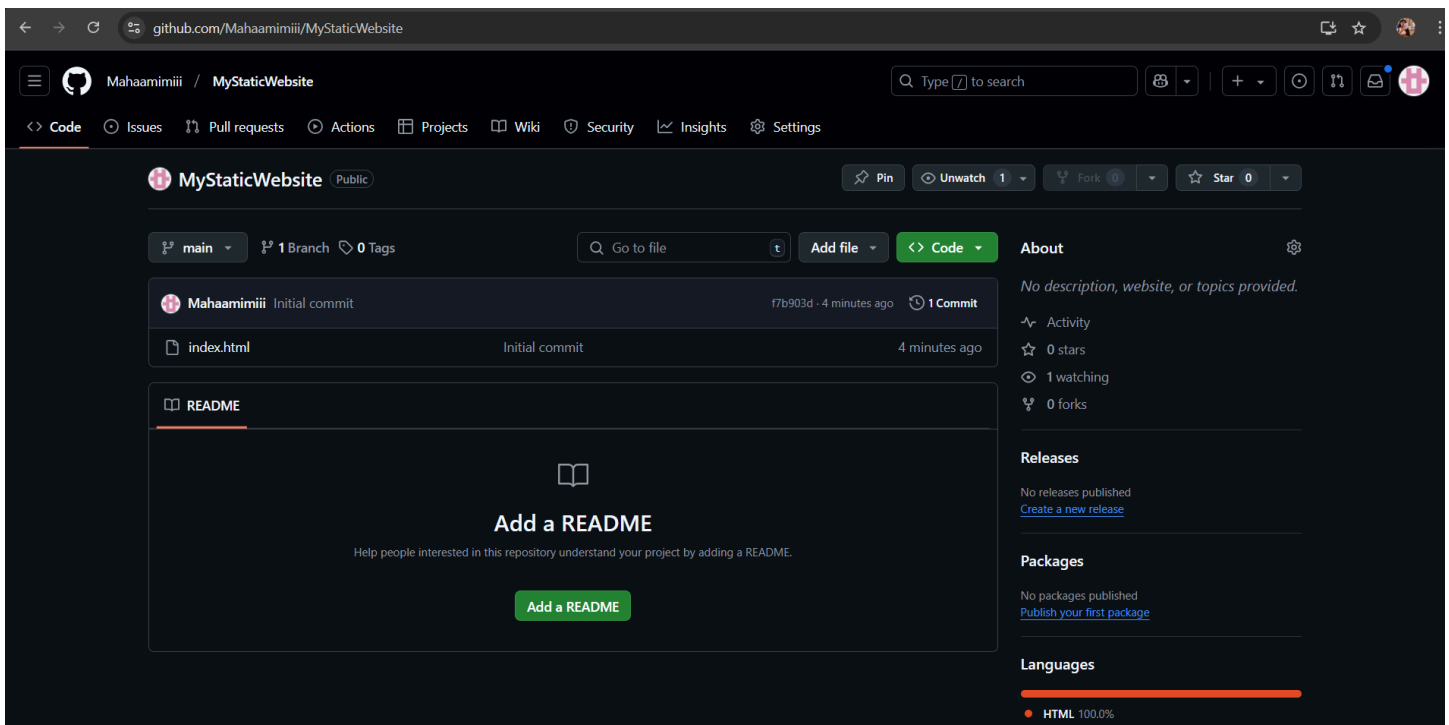 github.com/Mahaamimiii/MyStaticWebsite
Mahaamimiii / MyStaticWebsite
Type / to search
Code Issues Pull requests Actions Projects Wiki Security Insights Settings
MyStaticWebsite Public
Pin Unwatch 1 Fork 0 Star 0
main 1 Branch 0 Tags
Go to file t Add file Code
Mahaamimiii Initial commit f7b903d · 4 minutes ago 1 Commit
index.html Initial commit 4 minutes ago
README
Add a README
Help people interested in this repository understand your project by adding a README.
Add a README
About
No description, website, or topics provided.
Activity
0 stars
1 watching
0 forks
Releases
No releases published
Create a new release
Packages
No packages published
Publish your first package
Languages
HTML 100.0%